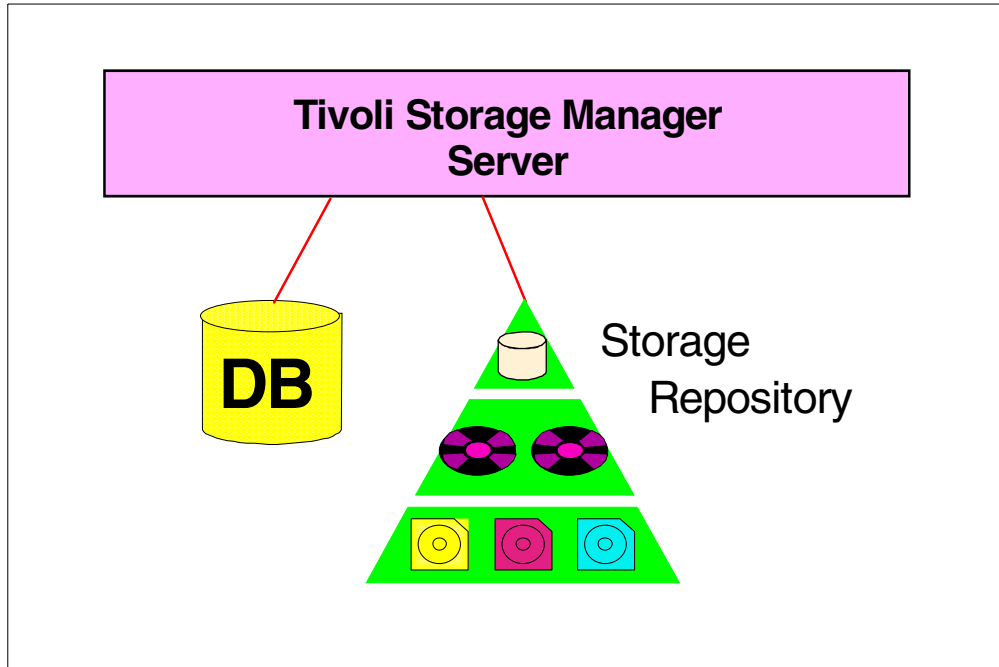 Tivoli Storage Manager
Server
DB
Storage
Repository